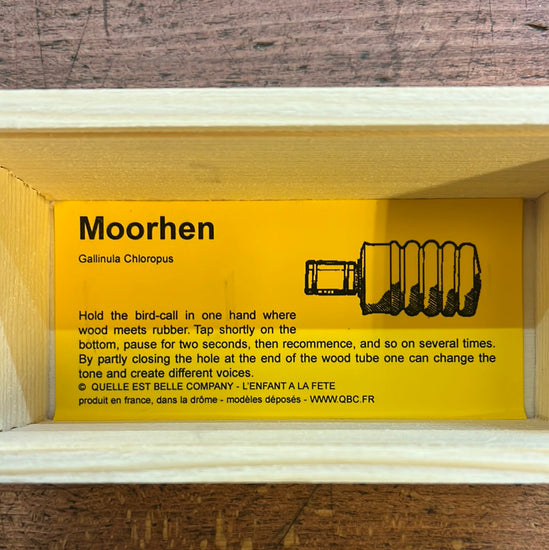 Moorhen
Gallinula Chloropus
Hold the bird-call in one hand where
wood meets rubber. Tap shortly on the
bottom, pause for two seconds, then recommence, and so on several times.
By partly closing the hole at the end of the wood tube one can change the
tone and create different voices.
© QUELLE EST BELLE COMPANY - L'ENFANT A LA FETE
produit en france, dans la drôme - modèles déposés - WWW.QBC.FR